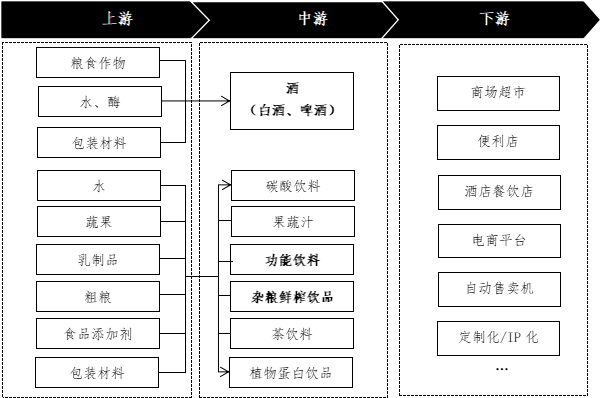 上游
中游
下游
粮食作物
水、酶
包装材料
水
蔬果
乳制品
粗粮
食品添加剂
包装材料
酒
（白酒、啤酒）
碳酸饮料
果蔬汁
功能饮料
杂粮鲜榨饮品
茶饮料
植物蛋白饮品
商场超市
便利店
酒店餐饮店
电商平台
自动售卖机
定制化/IP 化
...